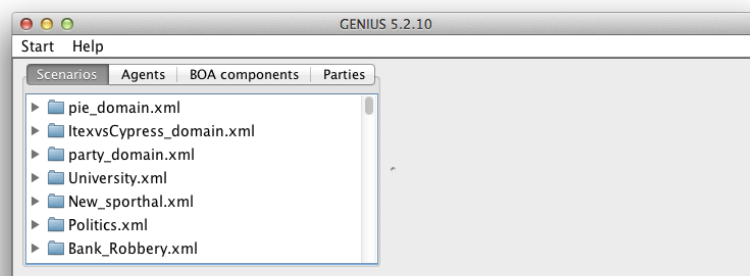 GENIUS 5.2.10
Start Help
Scenarios Agents BOA components Parties
pie_domain.xml
ItexvsCypress_domain.xml
party_domain.xml
University.xml
New_sporthal.xml
Politics.xml
Bank_Robbery.xml